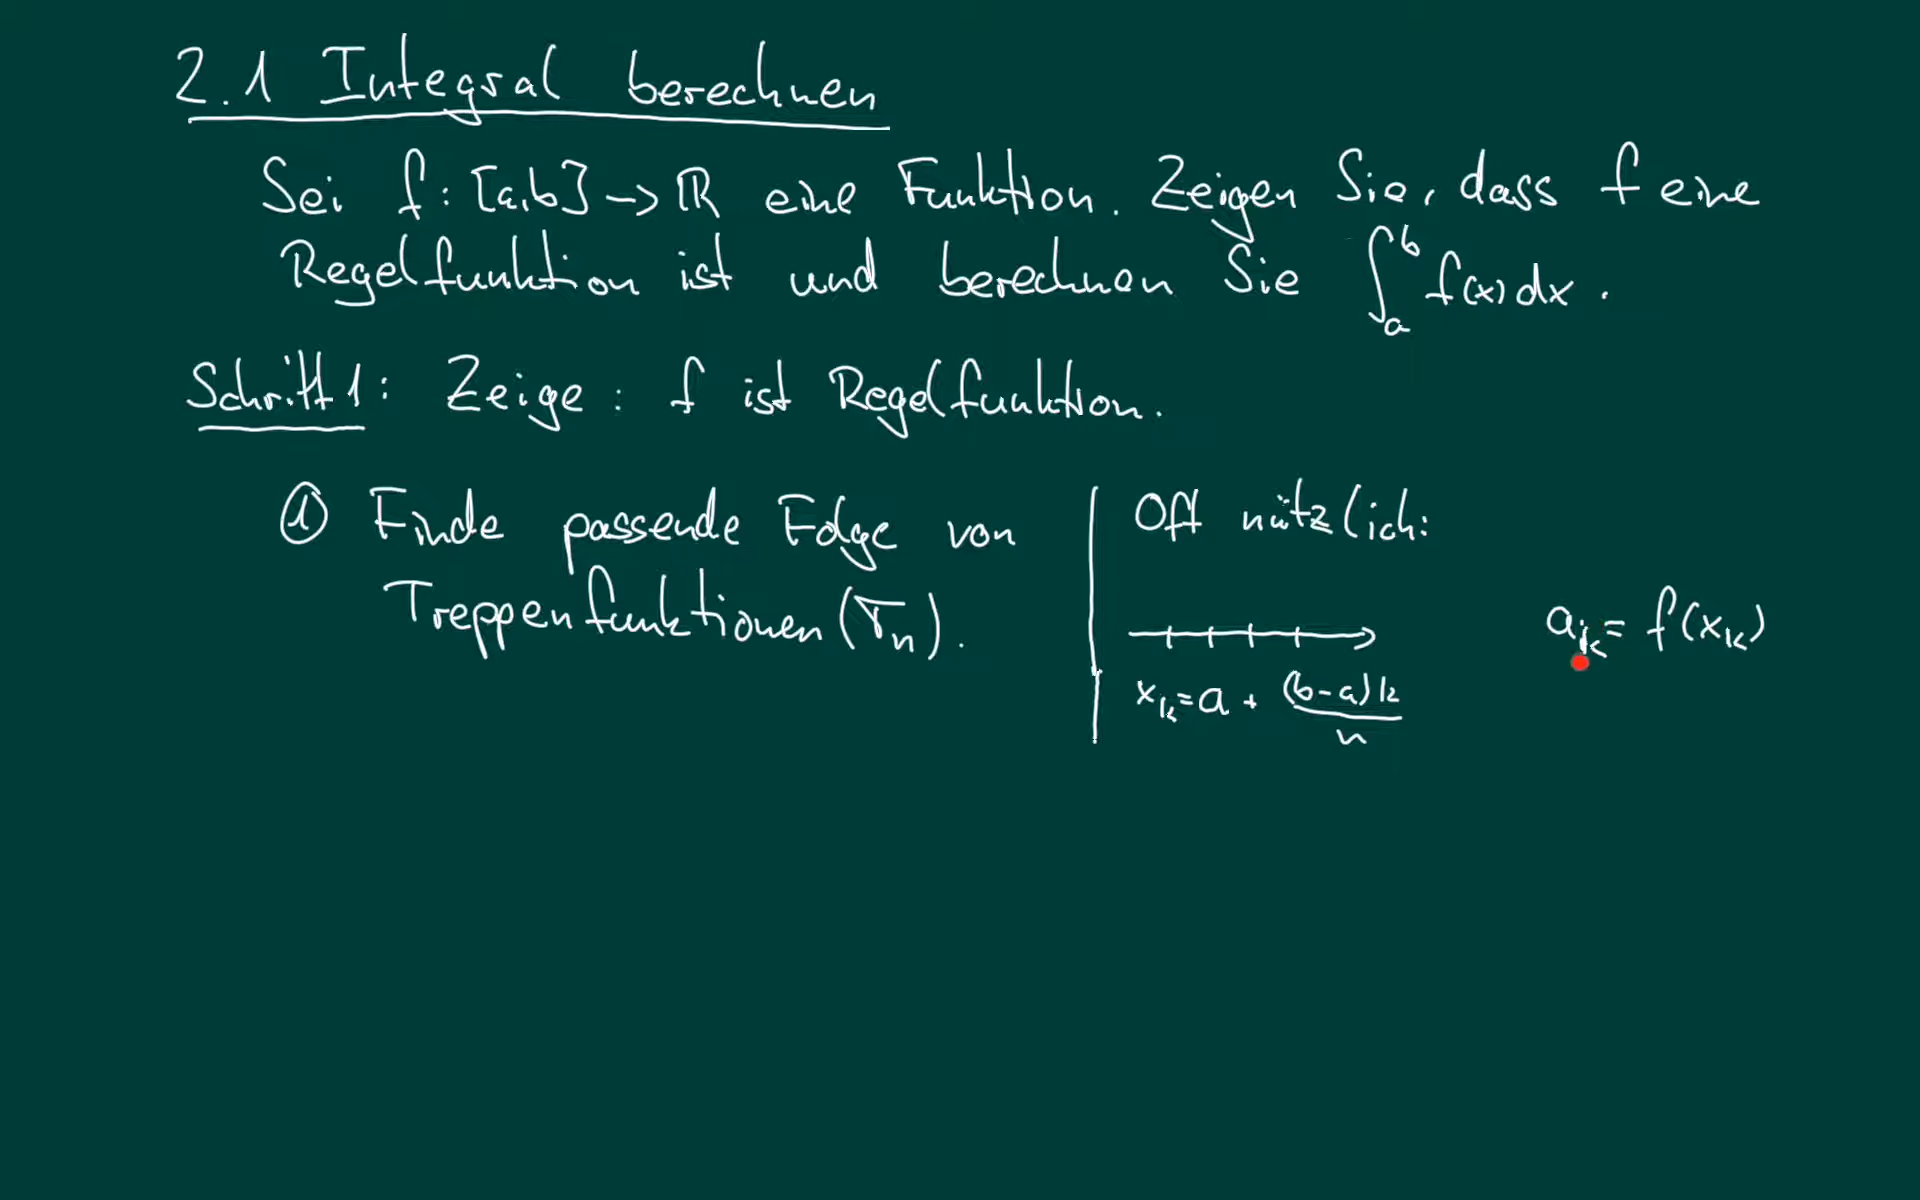 2.1 Integral berechnen
Sei f: [a,b] → ℝ eine Funktion. Zeigen Sie, dass f eine
Regelfunktion ist und berechnen Sie ∫_a^b f(x) dx.
Schritt 1: Zeige: f ist Regelfunktion.
① Finde passende Folge von
Treppenfunktionen (τ_n).
Oft nützlich:
x_k = a + (b-a)k / n
a_k = f(x_k)